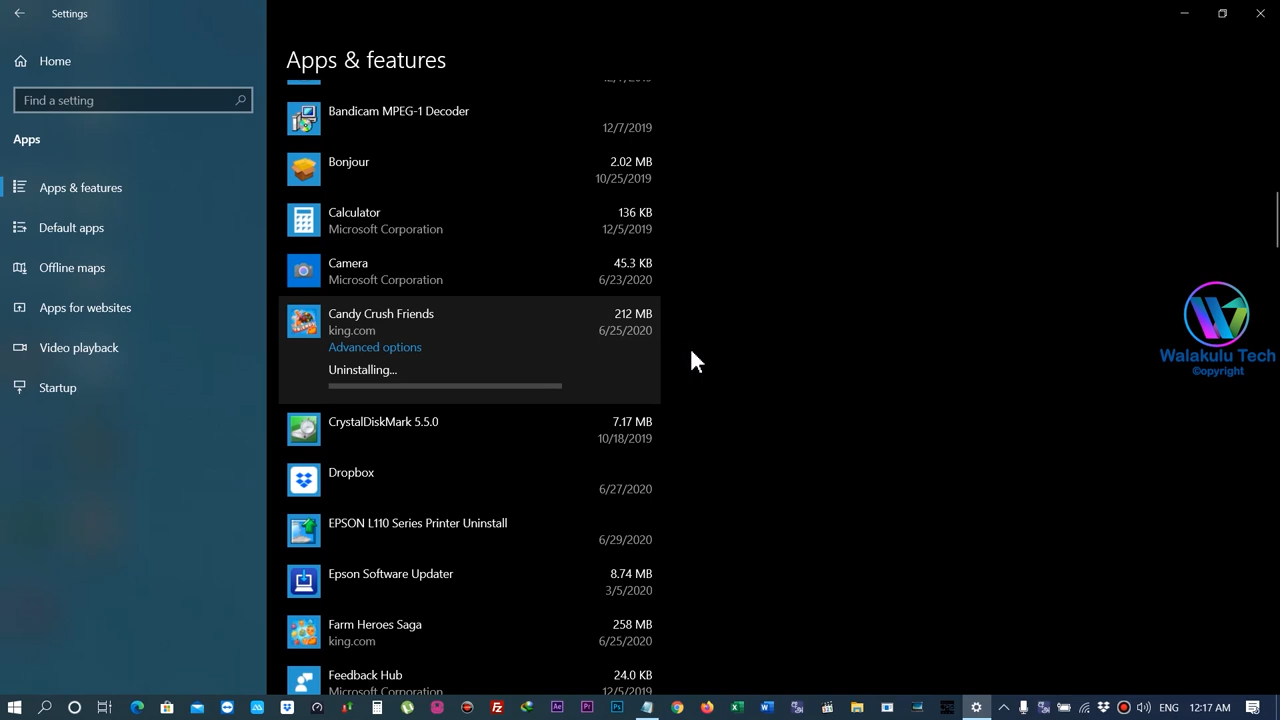 Settings
Home
Find a setting
Apps
Apps & features
Default apps
Offline maps
Apps for websites
Video playback
Startup
Apps & features
Bandicam MPEG-1 Decoder
12/7/2019
Bonjour 2.02 MB
10/25/2019
Calculator 136 KB
Microsoft Corporation 12/5/2019
Camera 45.3 KB
Microsoft Corporation 6/23/2020
Candy Crush Friends 212 MB
king.com 6/25/2020
Advanced options
Uninstalling...
CrystalDiskMark 5.5.0 7.17 MB
10/18/2019
Dropbox
6/27/2020
EPSON L110 Series Printer Uninstall
6/29/2020
Epson Software Updater 8.74 MB
3/5/2020
Farm Heroes Saga 258 MB
king.com 6/25/2020
Feedback Hub 24.0 KB
Microsoft Corporation 12/5/2019
Walakulu Tech
©opyright
12:17 AM